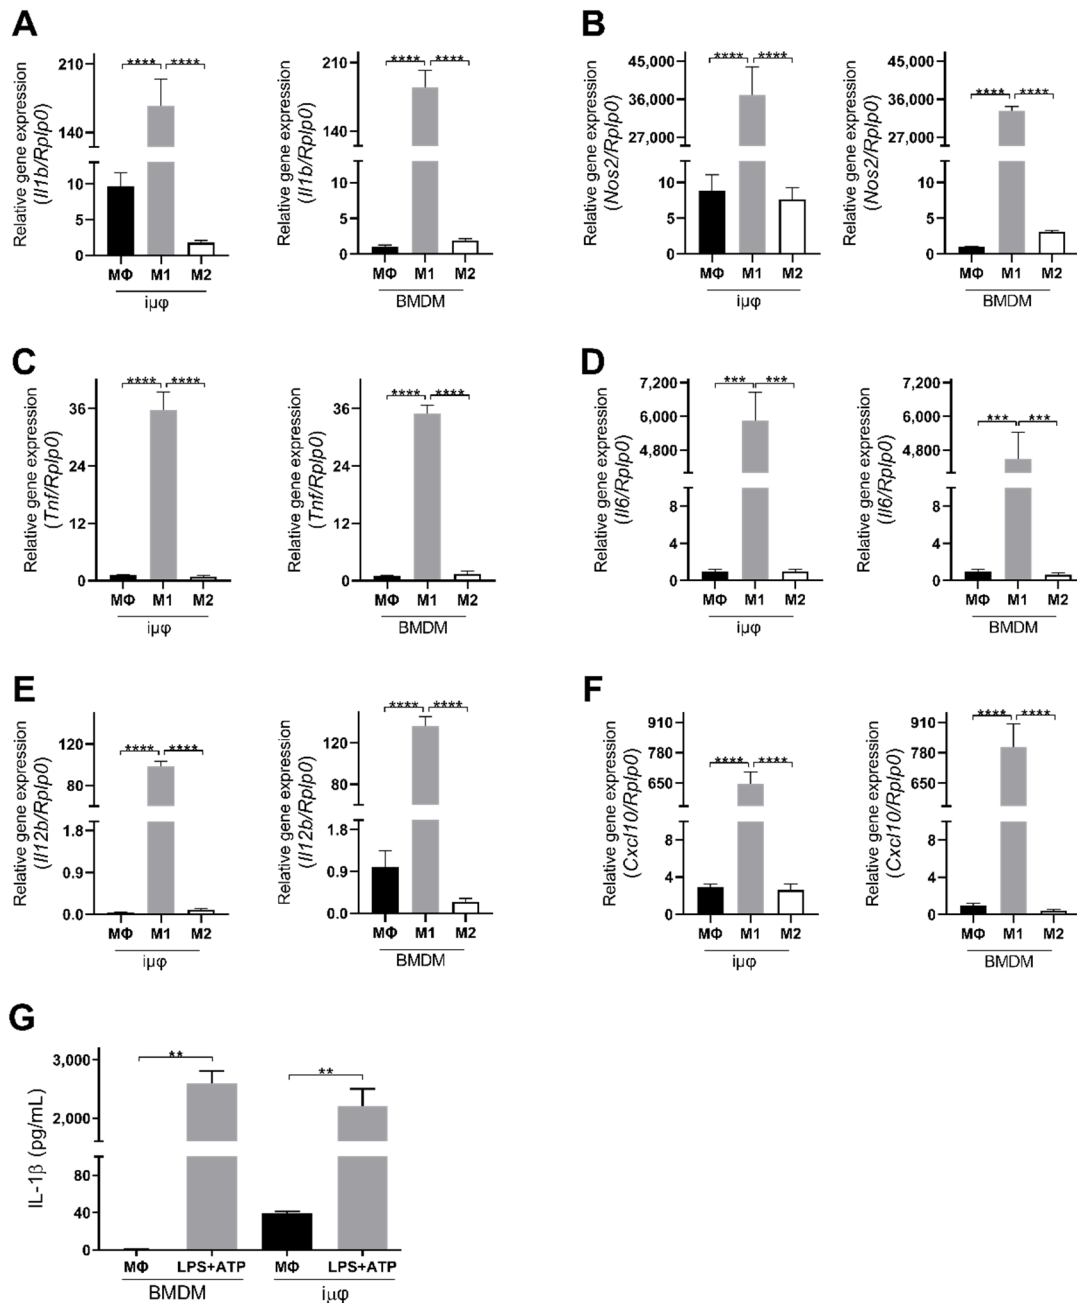 A
Relative gene expression
(Il1b/Rplp0)
210
140
10
5
0
**** ****
MΦ M1 M2
iμφ
Relative gene expression
(Il1b/Rplp0)
210
140
10
5
0
**** ****
MΦ M1 M2
BMDM
B
Relative gene expression
(Nos2/Rplp0)
45,000
36,000
27,000
10
5
0
**** ****
MΦ M1 M2
iμφ
Relative gene expression
(Nos2/Rplp0)
45,000
36,000
27,000
10
5
0
**** ****
MΦ M1 M2
BMDM
C
Relative gene expression
(Tnf/Rplp0)
36
24
12
0
**** ****
MΦ M1 M2
iμφ
Relative gene expression
(Tnf/Rplp0)
36
24
12
0
**** ****
MΦ M1 M2
BMDM
D
Relative gene expression
(Il6/Rplp0)
7,200
6,000
4,800
8
4
0
*** ***
MΦ M1 M2
iμφ
Relative gene expression
(Il6/Rplp0)
7,200
6,000
4,800
8
4
0
*** ***
MΦ M1 M2
BMDM
E
Relative gene expression
(Il12b/Rplp0)
120
80
1.8
0.9
0.0
**** ****
MΦ M1 M2
iμφ
Relative gene expression
(Il12b/Rplp0)
120
80
1.8
0.9
0.0
**** ****
MΦ M1 M2
BMDM
F
Relative gene expression
(Cxcl10/Rplp0)
910
780
650
8
4
0
**** ****
MΦ M1 M2
iμφ
Relative gene expression
(Cxcl10/Rplp0)
910
780
650
8
4
0
**** ****
MΦ M1 M2
BMDM
G
IL-1β (pg/mL)
3,000
2,000
80
40
0
** **
MΦ LPS+ATP MΦ LPS+ATP
BMDM iμφ